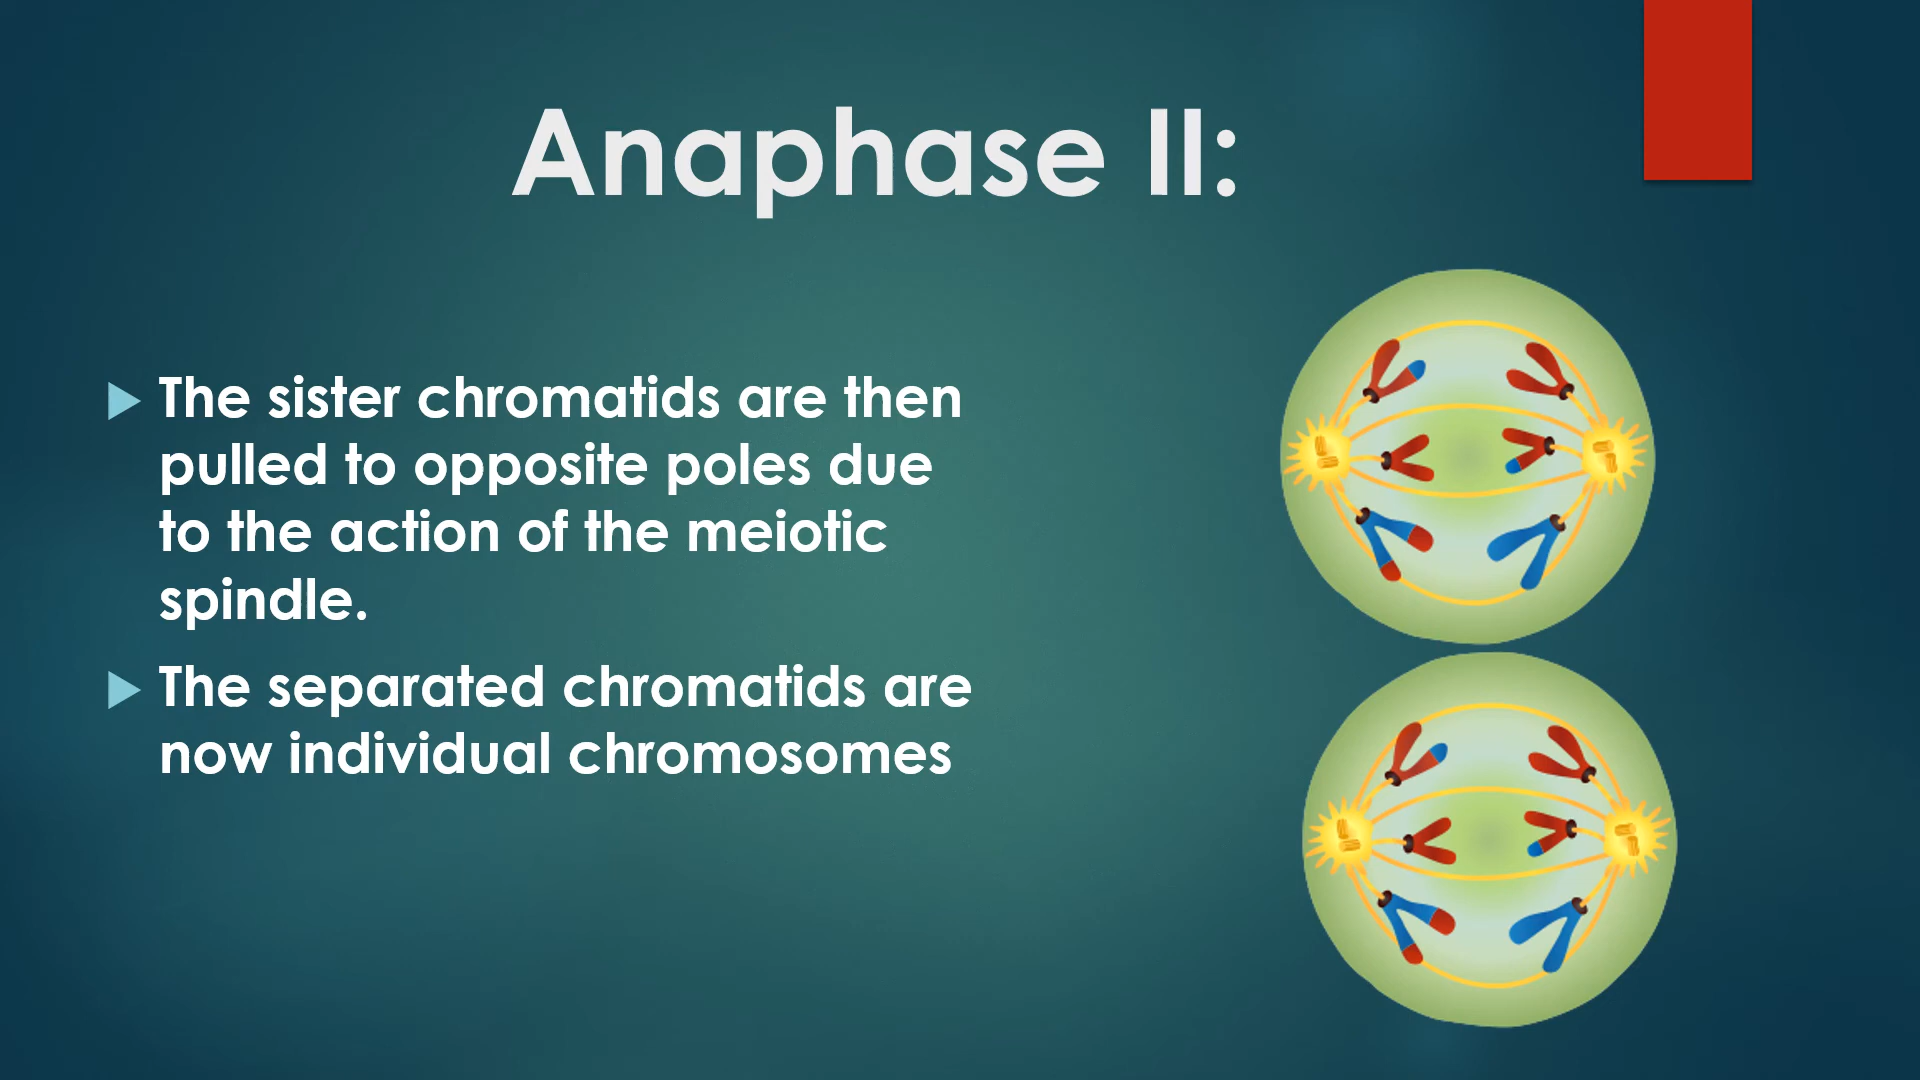 Anaphase II:
The sister chromatids are then
pulled to opposite poles due
to the action of the meiotic
spindle.
The separated chromatids are
now individual chromosomes